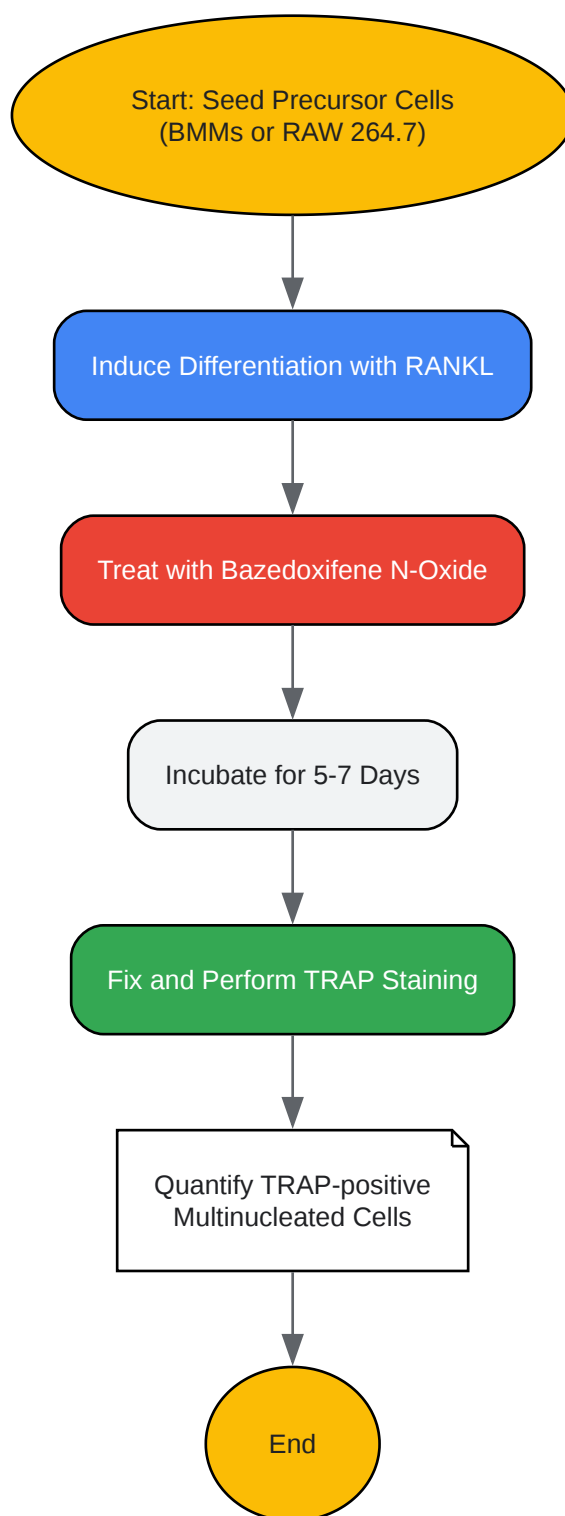 Start: Seed Precursor Cells
(BMMs or RAW 264.7)
Induce Differentiation with RANKL
Treat with Bazedoxifene N-Oxide
Incubate for 5-7 Days
Fix and Perform TRAP Staining
Quantify TRAP-positive
Multinucleated Cells
End